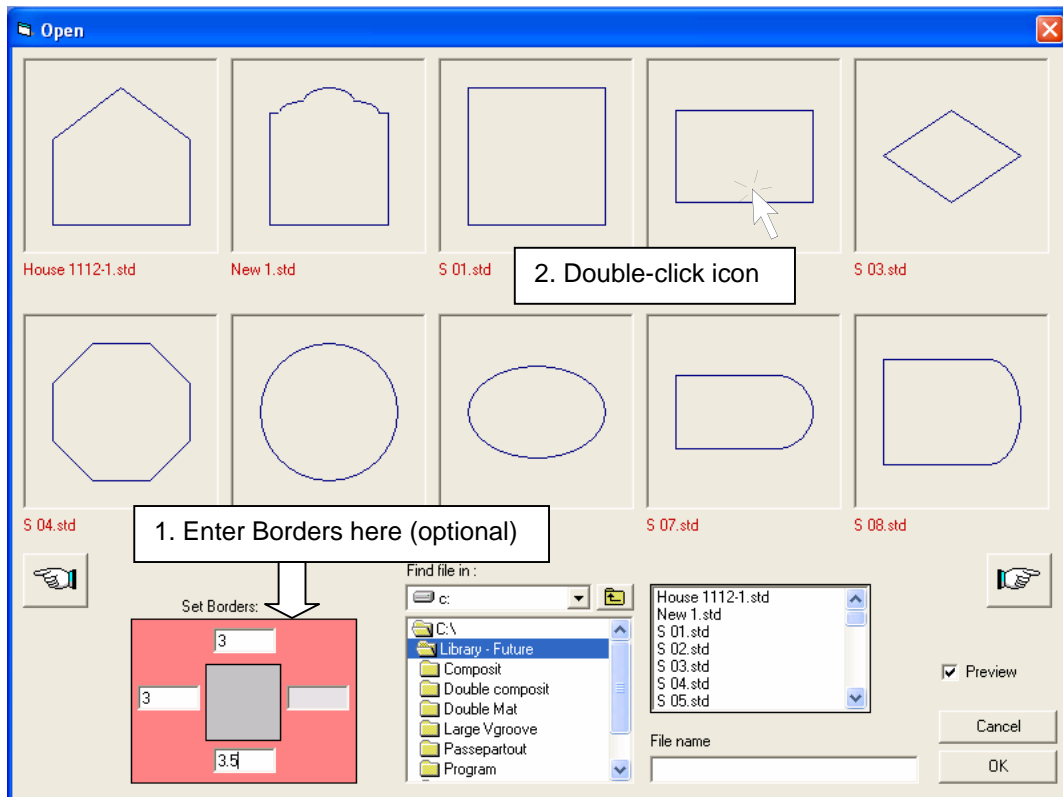 Open
House 1112-1.std
New 1.std
S 01.std
2. Double-click icon
S 03.std
S 04.std
1. Enter Borders here (optional)
S 07.std
S 08.std
Set Borders:
3
3
3.5
Find file in :
c:
C:\
Library - Future
Composit
Double composit
Double Mat
Large Vgroove
Passepartout
Program
House 1112-1.std
New 1.std
S 01.std
S 02.std
S 03.std
S 04.std
S 05.std
File name
Preview
Cancel
OK